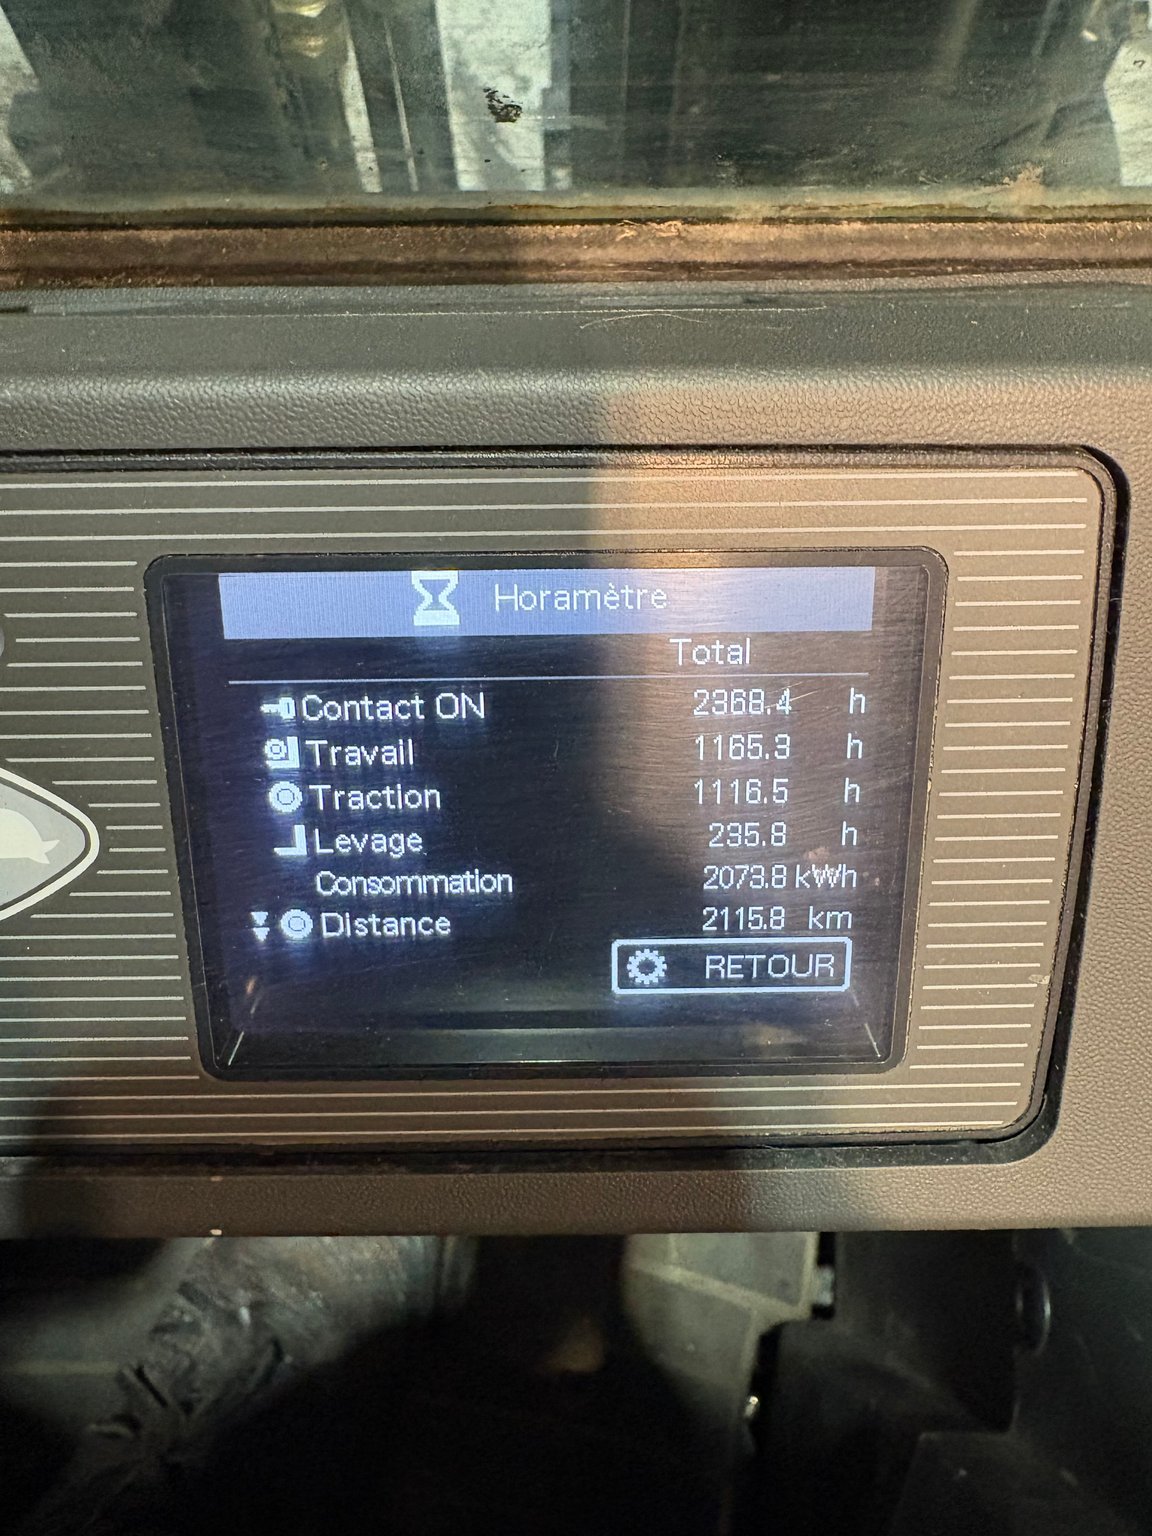 Horamètre
Total
Contact ON 2368.4 h
Travail 1165.3 h
Traction 1116.5 h
Levage 235.8 h
Consommation 2073.8 kWh
Distance 2115.8 km
RETOUR